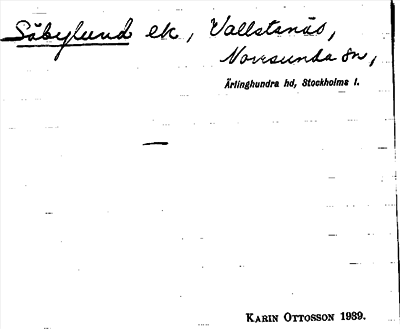 Säbylund ek, Vallstanäs,
Norrsunda sn,
Ärlinghundra hd, Stockholms l.
—
KARIN OTTOSSON 1989.